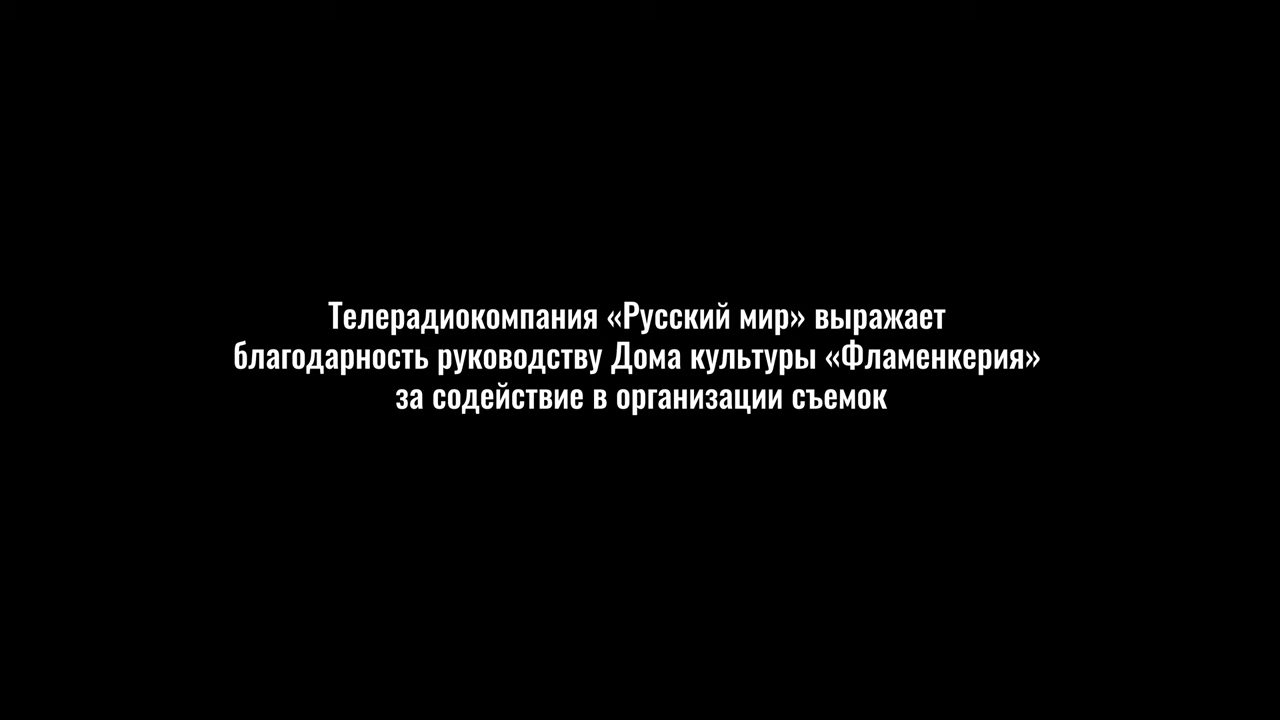 Телерадиокомпания «Русский мир» выражает
благодарность руководству Дома культуры «Фламенкерия»
за содействие в организации съемок